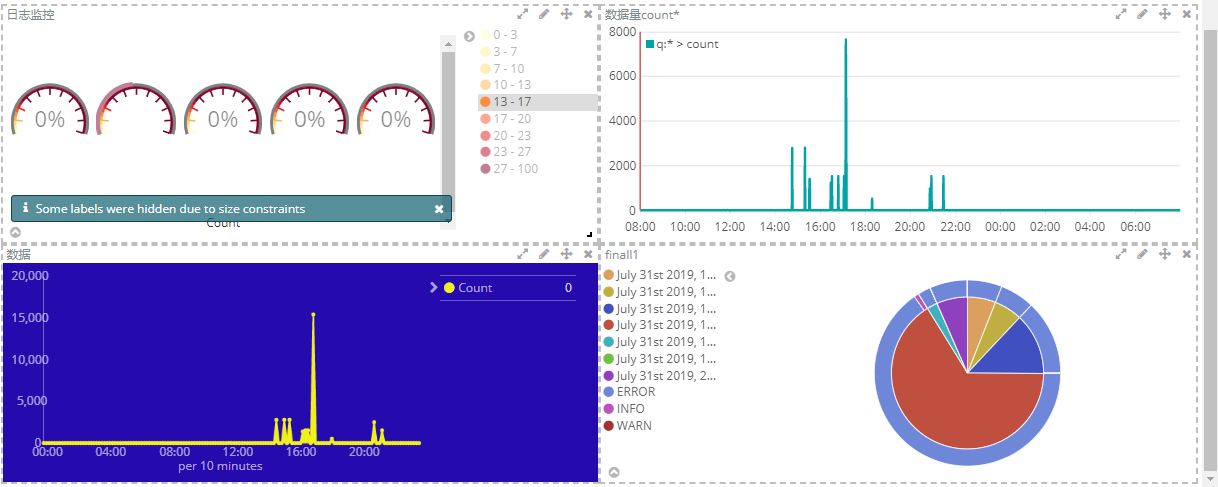 日志监控
0%
0%
0%
0%
0%
0 - 3
3 - 7
7 - 10
10 - 13
13 - 17
17 - 20
20 - 23
23 - 27
27 - 100
Some labels were hidden due to size constraints
Count
数据量count*
q:* > count
8000
6000
4000
2000
0
08:00 10:00 12:00 14:00 16:00 18:00 20:00 22:00 00:00 02:00 04:00 06:00
数据
Count 0
20,000
15,000
10,000
5,000
0
00:00 04:00 08:00 12:00 16:00 20:00
per 10 minutes
finall1
July 31st 2019, 1...
July 31st 2019, 1...
July 31st 2019, 1...
July 31st 2019, 1...
July 31st 2019, 1...
July 31st 2019, 1...
July 31st 2019, 2...
ERROR
INFO
WARN